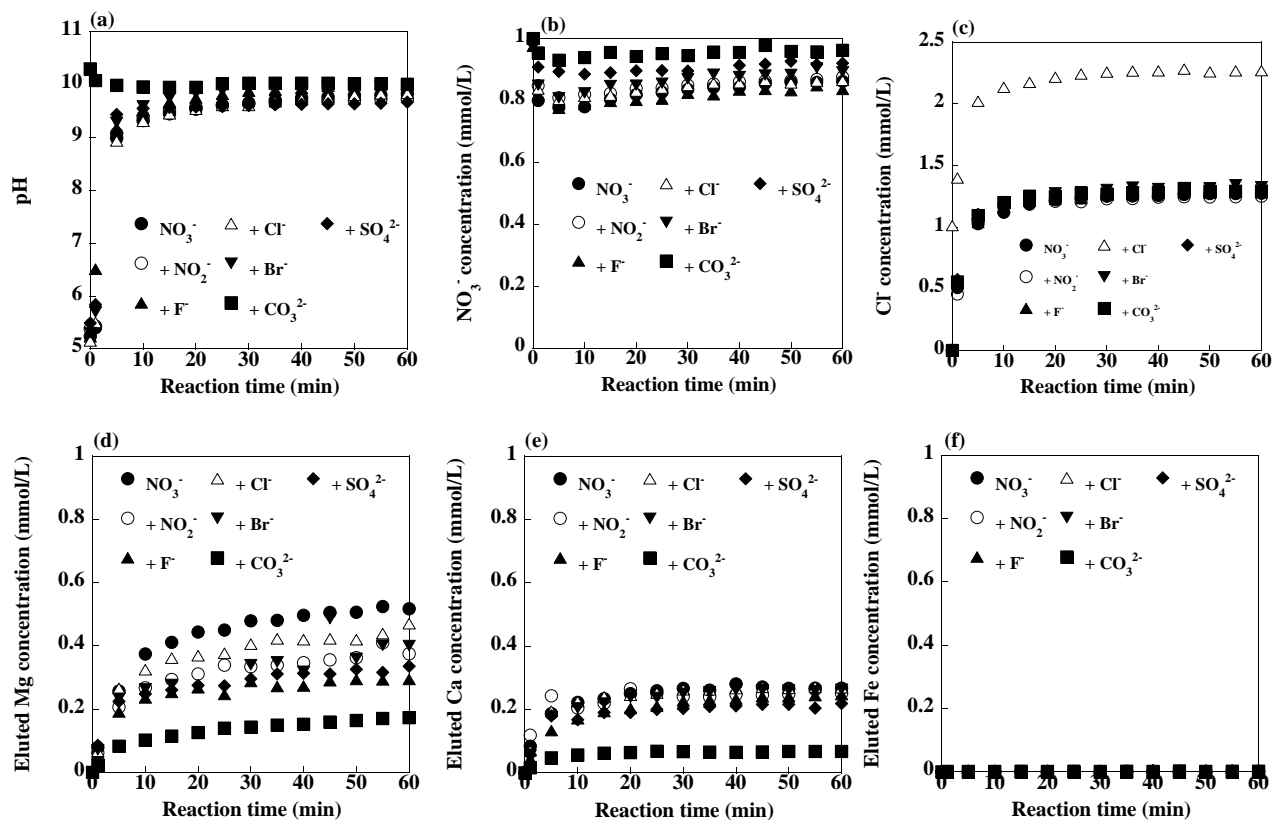 (a)
11
10
9
8
7
6
5
pH
NO₃⁻
+ Cl⁻
+ SO₄²⁻
+ NO₂⁻
+ Br⁻
+ F⁻
+ CO₃²⁻
0 10 20 30 40 50 60
Reaction time (min)
(b)
1
0.8
0.6
0.4
0.2
0
NO₃⁻ concentration (mmol/L)
NO₃⁻
+ Cl⁻
+ SO₄²⁻
+ NO₂⁻
+ Br⁻
+ F⁻
+ CO₃²⁻
0 10 20 30 40 50 60
Reaction time (min)
(c)
2.5
2
1.5
1
0.5
0
Cl⁻ concentration (mmol/L)
NO₃⁻
+ Cl⁻
+ SO₄²⁻
+ NO₂⁻
+ Br⁻
+ F⁻
+ CO₃²⁻
0 10 20 30 40 50 60
Reaction time (min)
(d)
1
0.8
0.6
0.4
0.2
0
Eluted Mg concentration (mmol/L)
NO₃⁻
+ Cl⁻
+ SO₄²⁻
+ NO₂⁻
+ Br⁻
+ F⁻
+ CO₃²⁻
0 10 20 30 40 50 60
Reaction time (min)
(e)
1
0.8
0.6
0.4
0.2
0
Eluted Ca concentration (mmol/L)
NO₃⁻
+ Cl⁻
+ SO₄²⁻
+ NO₂⁻
+ Br⁻
+ F⁻
+ CO₃²⁻
0 10 20 30 40 50 60
Reaction time (min)
(f)
1
0.8
0.6
0.4
0.2
0
Eluted Fe concentration (mmol/L)
NO₃⁻
+ Cl⁻
+ SO₄²⁻
+ NO₂⁻
+ Br⁻
+ F⁻
+ CO₃²⁻
0 10 20 30 40 50 60
Reaction time (min)